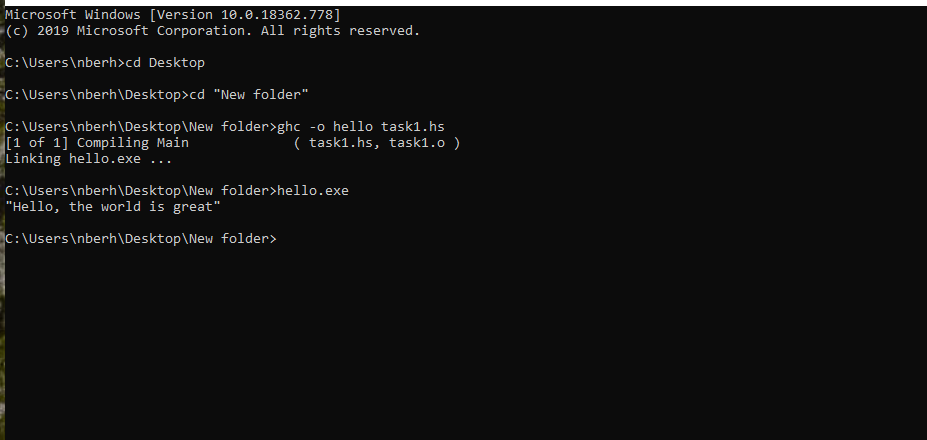 Microsoft Windows [Version 10.0.18362.778]
(c) 2019 Microsoft Corporation. All rights reserved.
C:\Users\nberh>cd Desktop
C:\Users\nberh\Desktop>cd "New folder"
C:\Users\nberh\Desktop\New folder>ghc -o hello task1.hs
[1 of 1] Compiling Main             ( task1.hs, task1.o )
Linking hello.exe ...
C:\Users\nberh\Desktop\New folder>hello.exe
"Hello, the world is great"
C:\Users\nberh\Desktop\New folder>